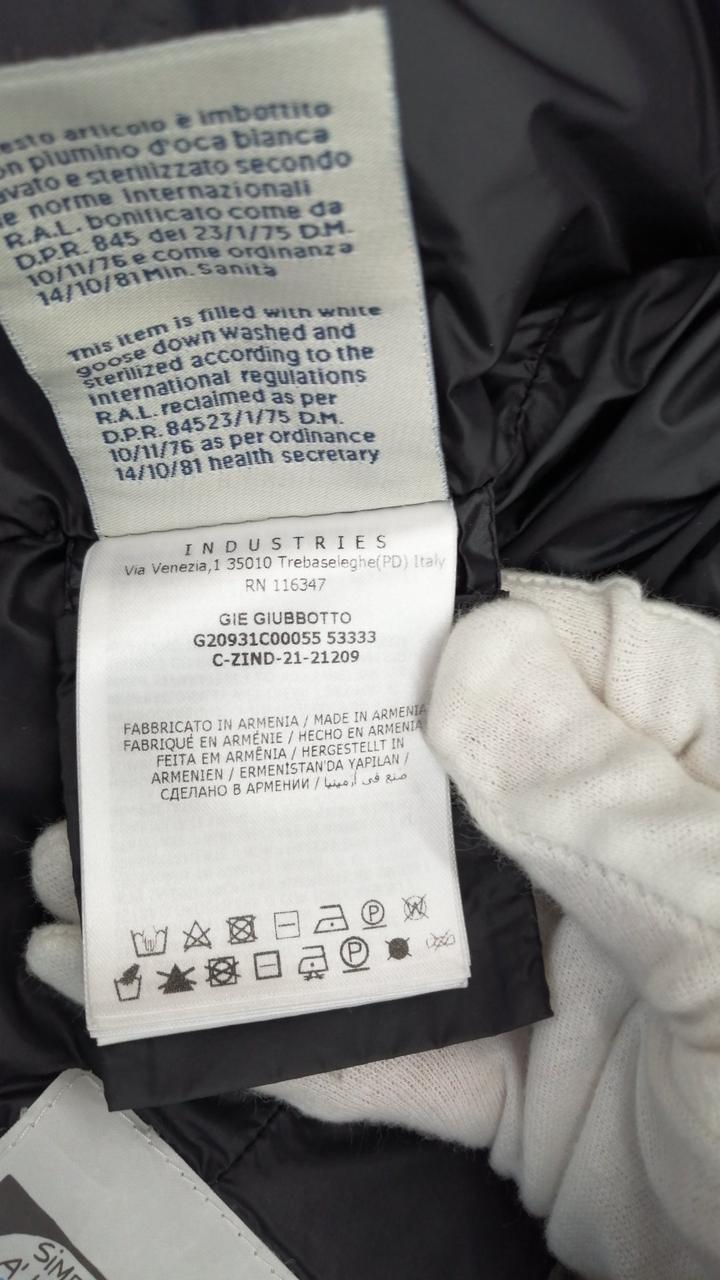 esto articolo è imbottito
on piumino d'oca bianca
avato e sterilizzato secondo
e norme internazionali
R.A.L. bonificato come da
D.P.R. 845 del 23/1/75 D.M.
10/11/76 e come ordinanza
14/10/81 Min. Sanità
This item is filled with white
goose down washed and
sterilized according to the
international regulations
R.A.L. reclaimed as per
D.P.R. 84523/1/75 D.M.
10/11/76 as per ordinance
14/10/81 health secretary
INDUSTRIES
Via Venezia,1 35010 Trebaseleghe(PD) Italy
RN 116347
GIE GIUBBOTTO
G20931C00055 53333
C-ZIND-21-21209
FABBRICATO IN ARMENIA / MADE IN ARMENIA
FABRIQUÉ EN ARMÉNIE / HECHO EN ARMENIA
FEITA EM ARMÊNIA / HERGESTELLT IN
ARMENIEN / ERMENİSTAN'DA YAPILAN /
СДЕЛАНО В АРМЕНИИ / صنع في أرمينيا
P W
P